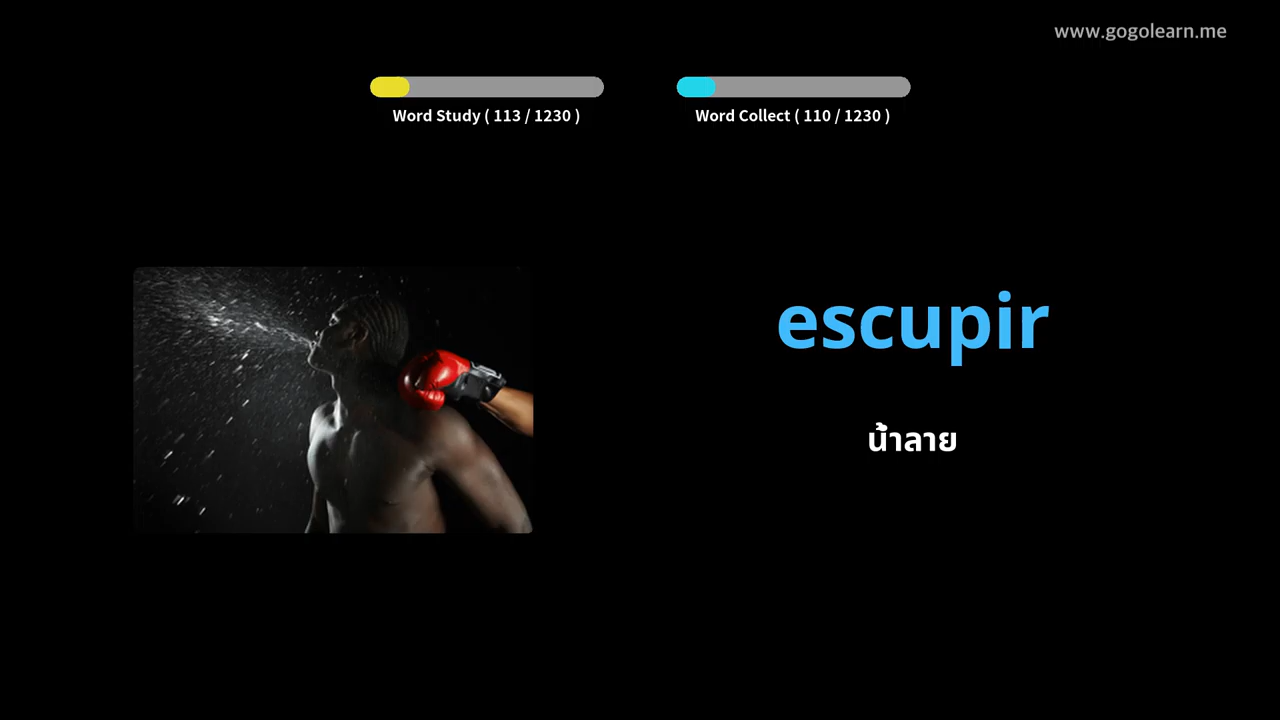 www.gogolearn.me
Word Study ( 113 / 1230 )
Word Collect ( 110 / 1230 )
escupir
น้ำลาย